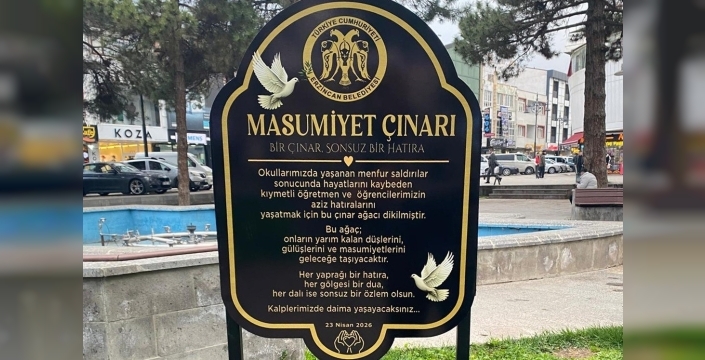 TÜRKİYE CUMHURİYETİ
ERZİNCAN BELEDİYESİ
MASUMİYET ÇINARI
BİR ÇINAR, SONSUZ BİR HATIRA
Okullarımızda yaşanan menfur saldırılar
sonucunda hayatlarını kaybeden
kıymetli öğretmen ve öğrencilerimizin
aziz hatıralarını
yaşatmak için bu çınar ağacı dikilmiştir.
Bu ağaç;
onların yarım kalan düşlerini,
gülüşlerini ve masumiyetlerini
geleceğe taşıyacaktır.
Her yaprağı bir hatıra,
her gölgesi bir dua,
her dalı ise sonsuz bir özlem olsun.
Kalplerimizde daima yaşayacaksınız...
23 Nisan 2026
KOZA